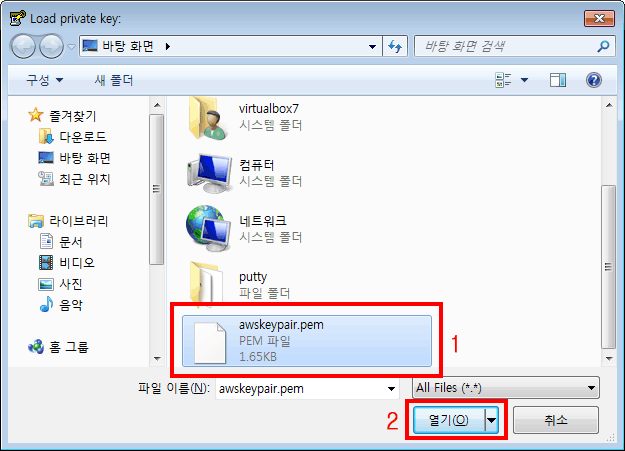 Load private key:
바탕 화면
바탕 화면 검색
구성
새 폴더
즐겨찾기
다운로드
바탕 화면
최근 위치
라이브러리
문서
비디오
사진
음악
홈 그룹
virtualbox7
시스템 폴더
컴퓨터
시스템 폴더
네트워크
시스템 폴더
putty
파일 폴더
awskeypair.pem
PEM 파일
1.65KB
1
파일 이름(N):
awskeypair.pem
All Files (*.*)
2
열기(O)
취소